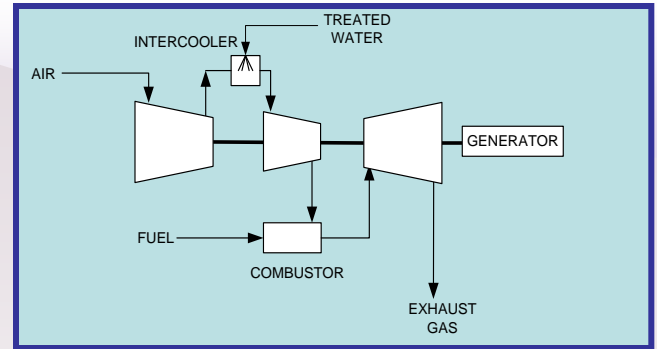 TREATED
WATER
INTERCOOLER
AIR
GENERATOR
FUEL
COMBUSTOR
EXHAUST
GAS